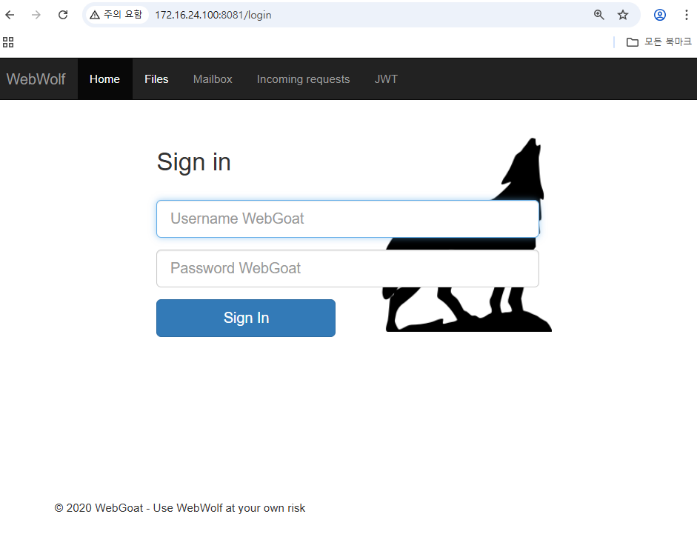 주의 요함 172.16.24.100:8081/login
모든 북마크
WebWolf Home Files Mailbox Incoming requests JWT
Sign in
Username WebGoat
Password WebGoat
Sign In
© 2020 WebGoat - Use WebWolf at your own risk